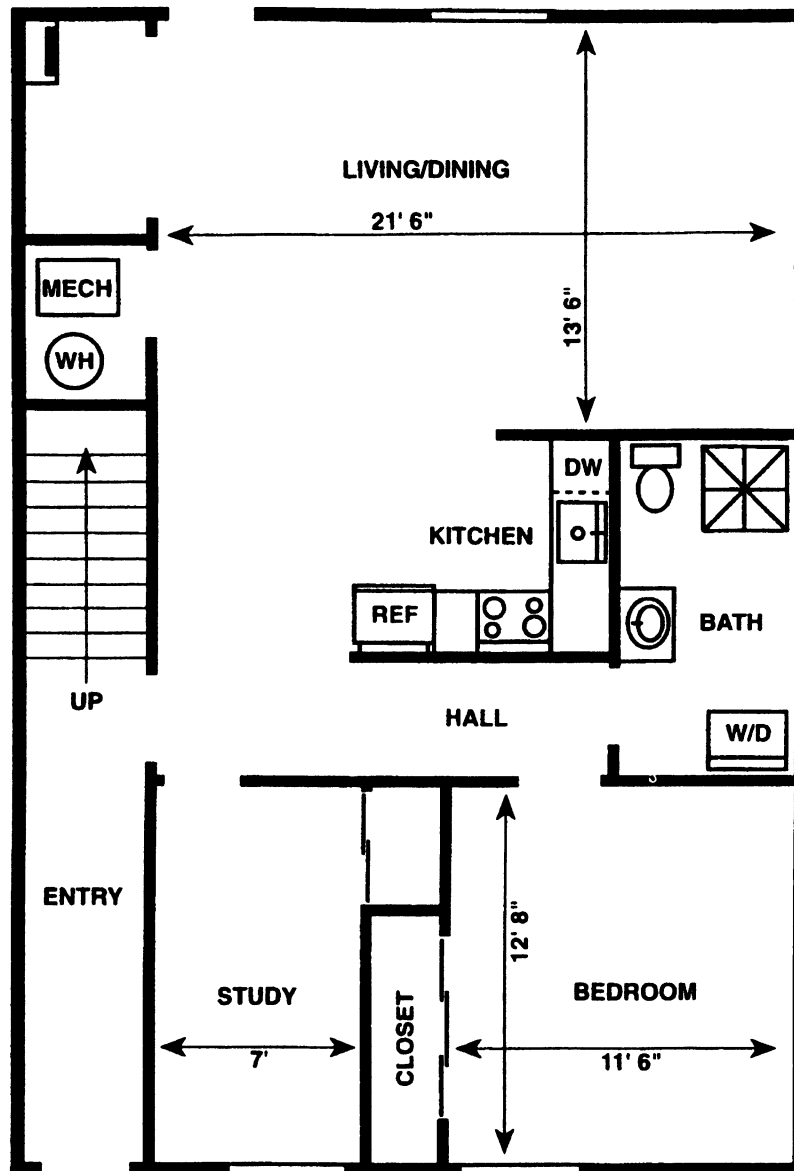 LIVING/DINING
21' 6"
13' 6"
MECH
WH
DW
KITCHEN
REF
BATH
UP
HALL
W/D
ENTRY
12' 8"
STUDY
CLOSET
BEDROOM
7'
11' 6"